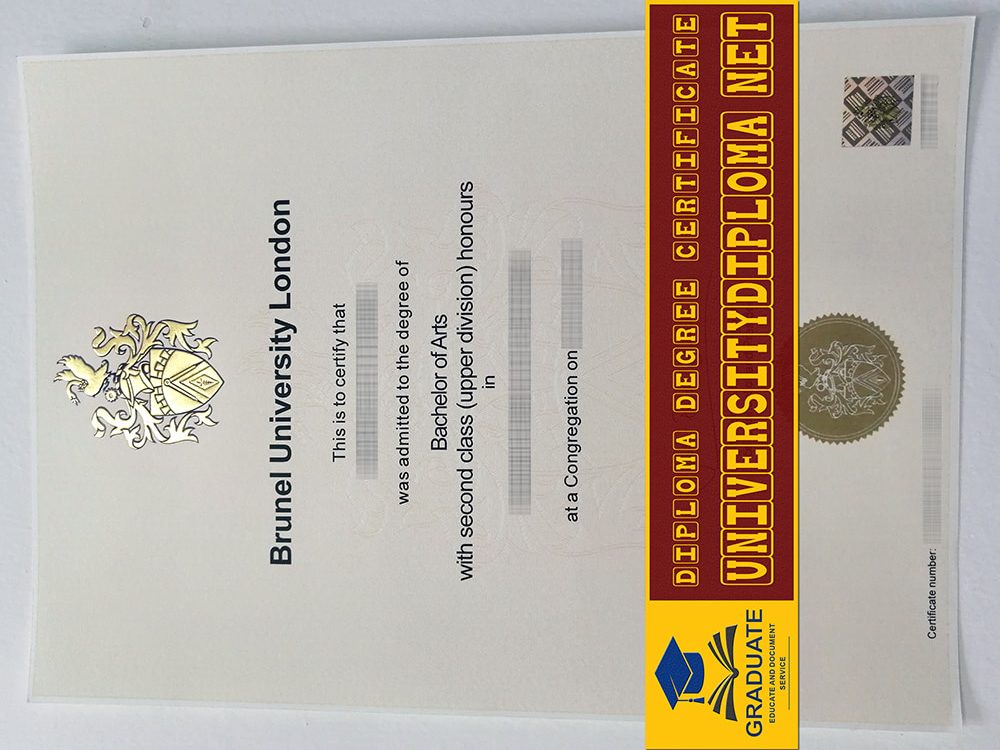 Brunel University London
This is to certify that
was admitted to the degree of
Bachelor of Arts
with second class (upper division) honours
in
at a Congregation on
Certificate number:
DIPLOMA DEGREE CERTIFICATE
UNIVERSITYDIPLOMA NET
GRADUATE
EDUCATE AND DOCUMENT
SERVICE